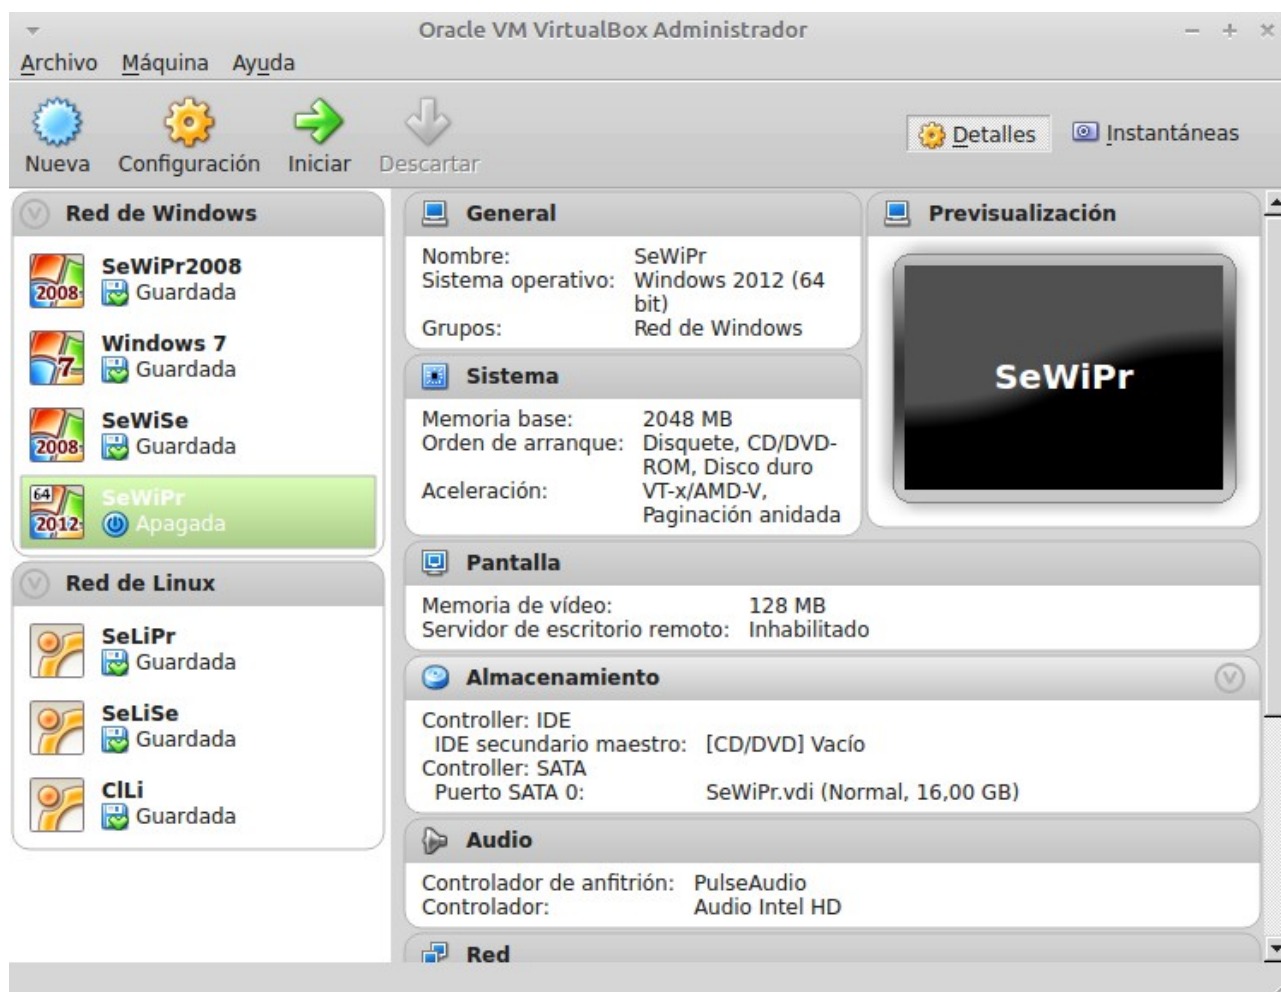 Oracle VM VirtualBox Administrador
Archivo Máquina Ayuda
Nueva Configuración Iniciar Descartar Detalles Instantáneas
Red de Windows
2008 SeWiPr2008
Guardada
7 Windows 7
Guardada
2008 SeWiSe
Guardada
64 2012 SeWiPr
Apagada
Red de Linux
SeLiPr
Guardada
SeLiSe
Guardada
ClLi
Guardada
General
Nombre: SeWiPr
Sistema operativo: Windows 2012 (64
bit)
Grupos: Red de Windows
Previsualización
SeWiPr
Sistema
Memoria base: 2048 MB
Orden de arranque: Disquete, CD/DVD-
ROM, Disco duro
Aceleración: VT-x/AMD-V,
Paginación anidada
Pantalla
Memoria de vídeo: 128 MB
Servidor de escritorio remoto: Inhabilitado
Almacenamiento
Controller: IDE
IDE secundario maestro: [CD/DVD] Vacío
Controller: SATA
Puerto SATA 0: SeWiPr.vdi (Normal, 16,00 GB)
Audio
Controlador de anfitrión: PulseAudio
Controlador: Audio Intel HD
Red